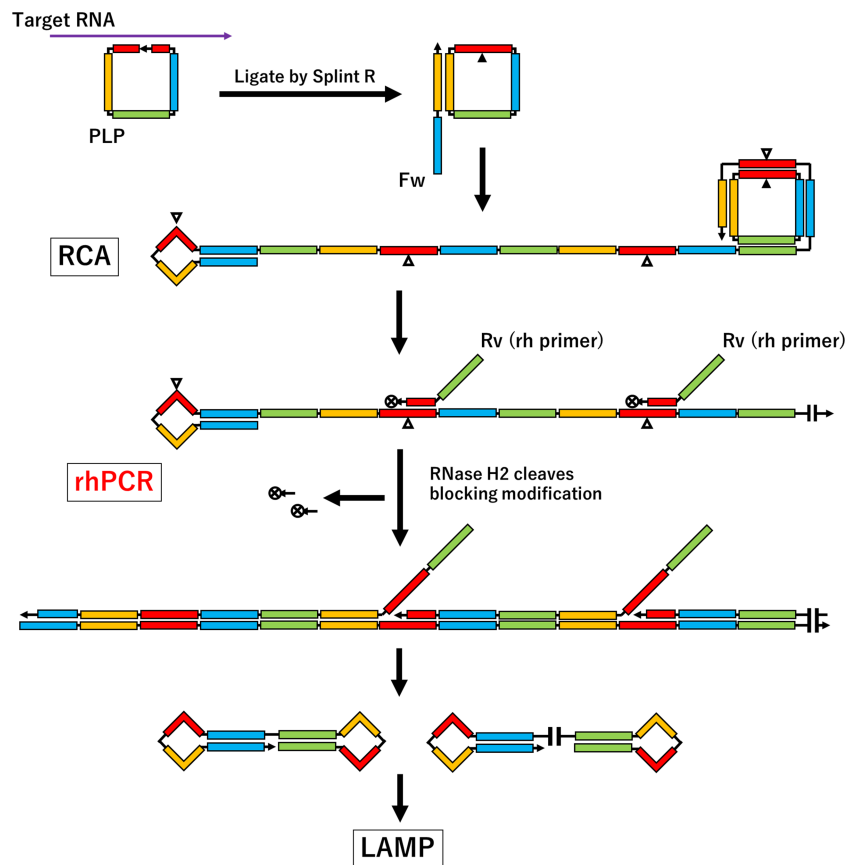 Target RNA
Ligate by Splint R
PLP
Fw
RCA
Rv (rh primer)
Rv (rh primer)
rhPCR
RNase H2 cleaves
blocking modification
LAMP